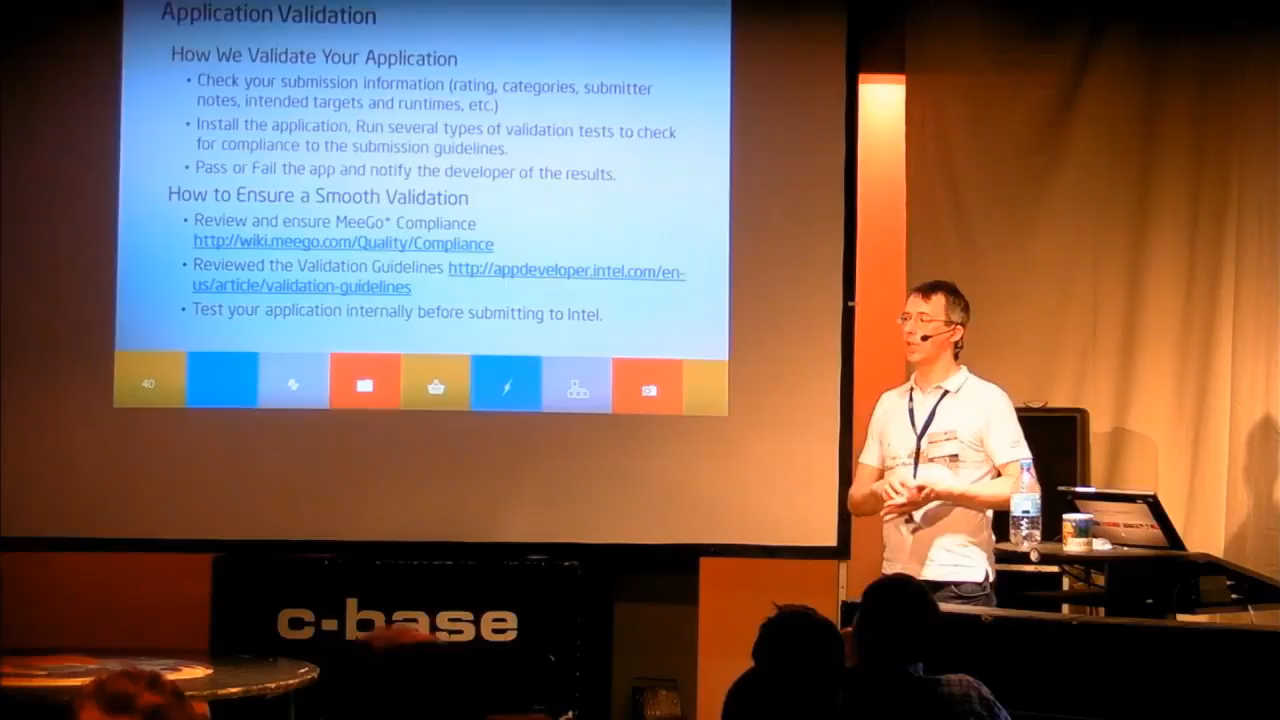 Application Validation
How We Validate Your Application
• Check your submission information (rating, categories, submitter
notes, intended targets and runtimes, etc.)
• Install the application, Run several types of validation tests to check
for compliance to the submission guidelines.
• Pass or Fail the app and notify the developer of the results.
How to Ensure a Smooth Validation
• Review and ensure MeeGo* Compliance
http://wiki.meego.com/Quality/Compliance
• Reviewed the Validation Guidelines http://appdeveloper.intel.com/en-
us/article/validation-guidelines
• Test your application internally before submitting to Intel.
40
c-base